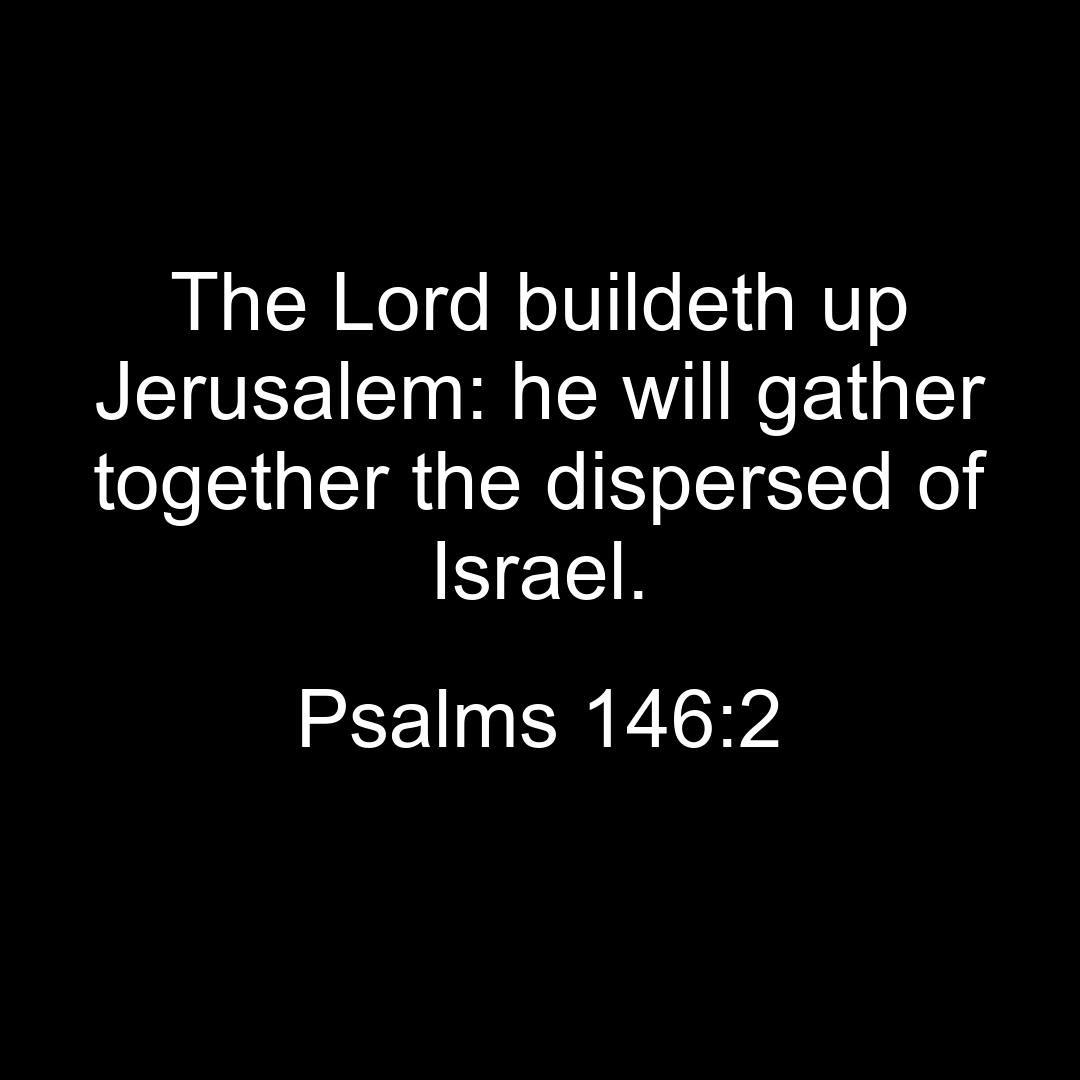 The Lord buildeth up
Jerusalem: he will gather
together the dispersed of
Israel.
Psalms 146:2